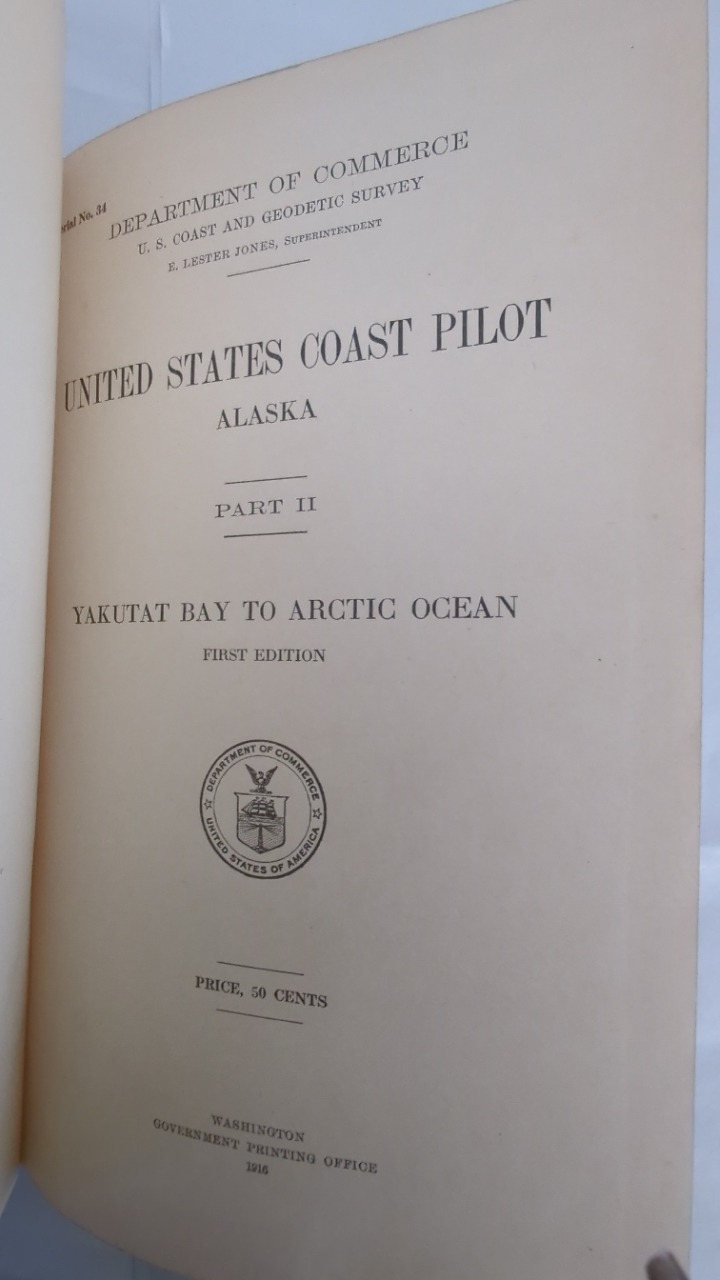 Serial No. 34
DEPARTMENT OF COMMERCE
U. S. COAST AND GEODETIC SURVEY
E. LESTER JONES, SUPERINTENDENT
UNITED STATES COAST PILOT
ALASKA
PART II
YAKUTAT BAY TO ARCTIC OCEAN
FIRST EDITION
DEPARTMENT OF COMMERCE
UNITED STATES OF AMERICA
PRICE, 50 CENTS
WASHINGTON
GOVERNMENT PRINTING OFFICE
1916